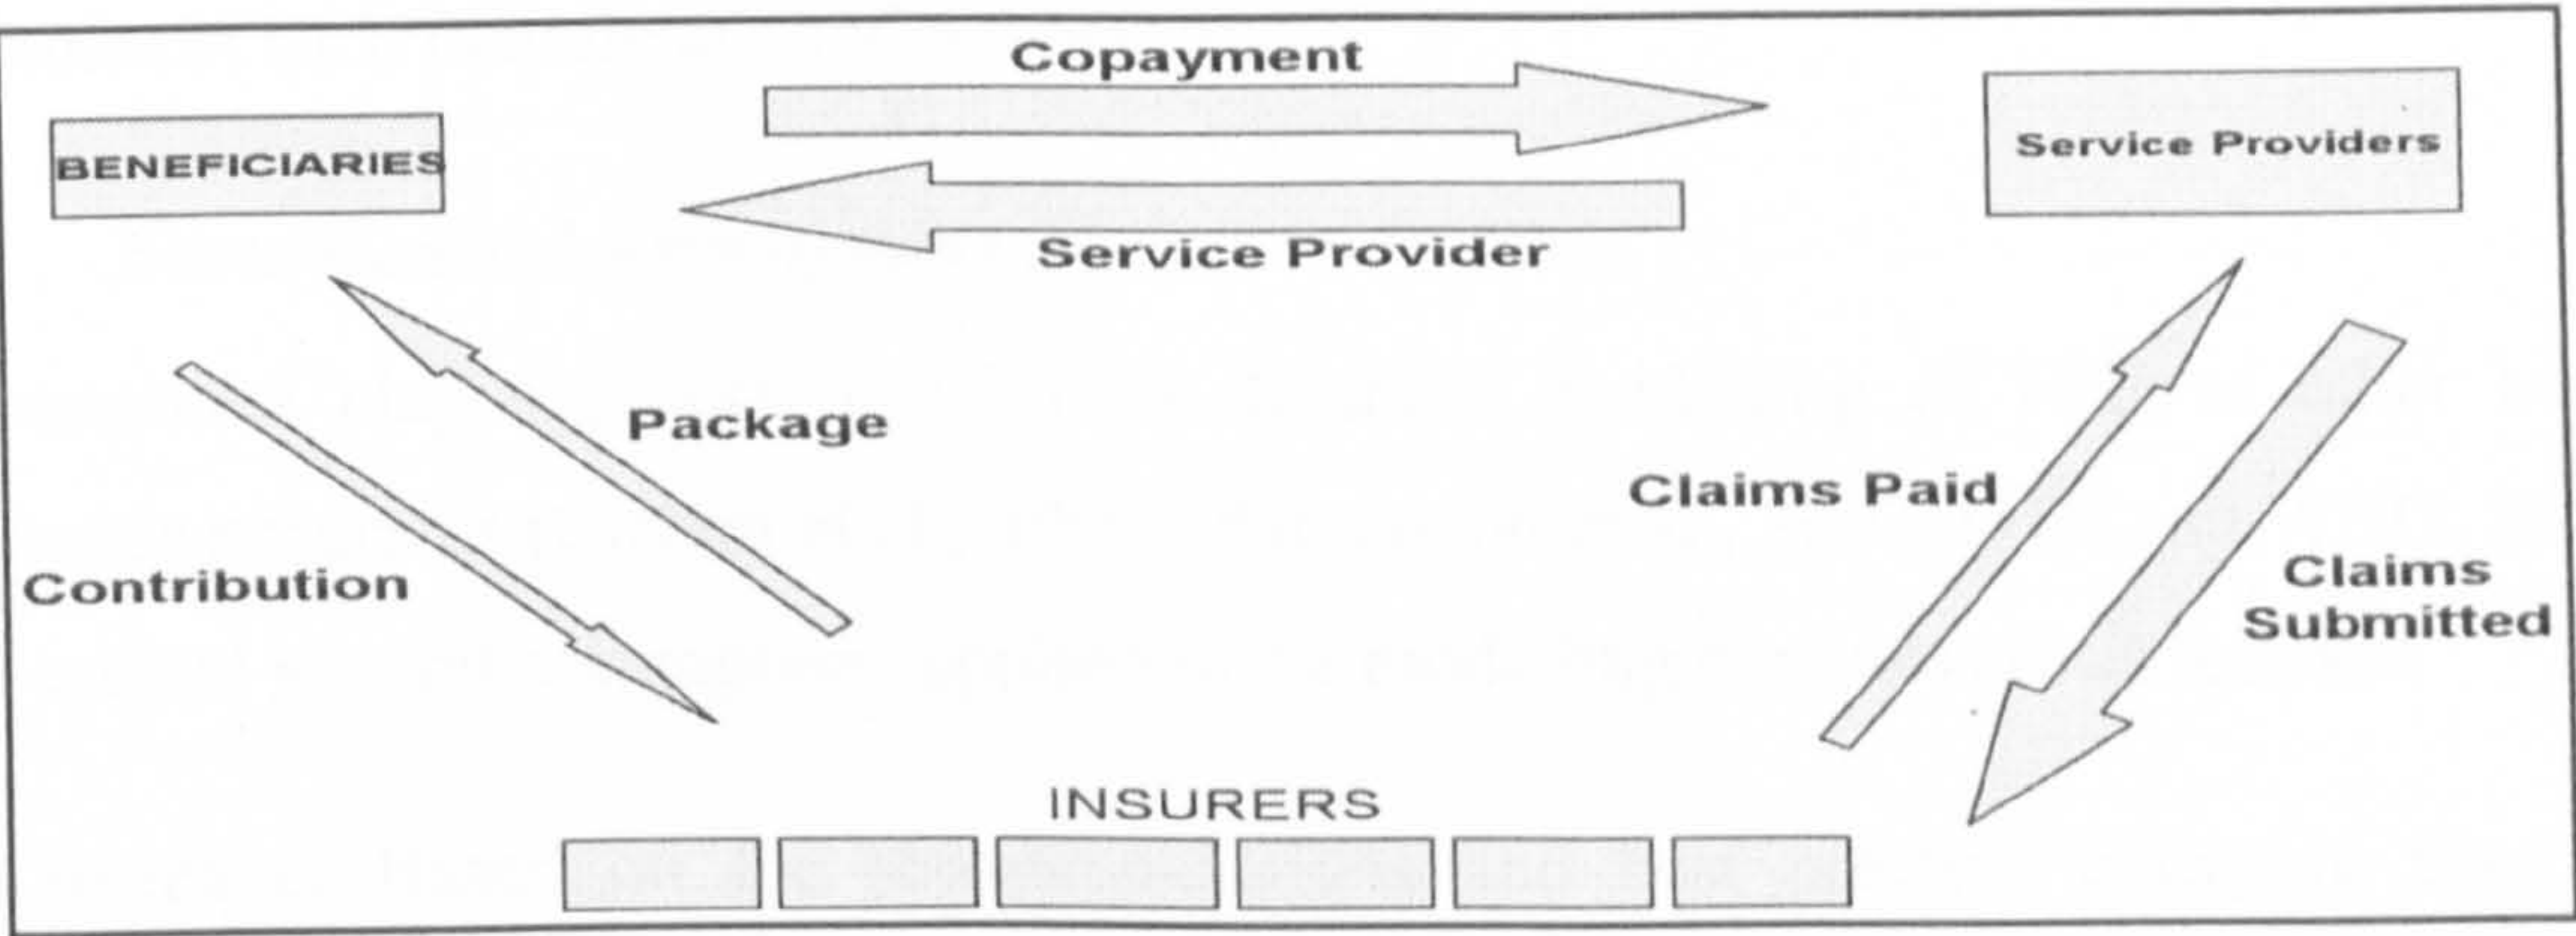 Copayment
BENEFICIARIES
Service Providers
Service Provider
Package
Claims Paid
Contribution
Claims
Submitted
INSURERS